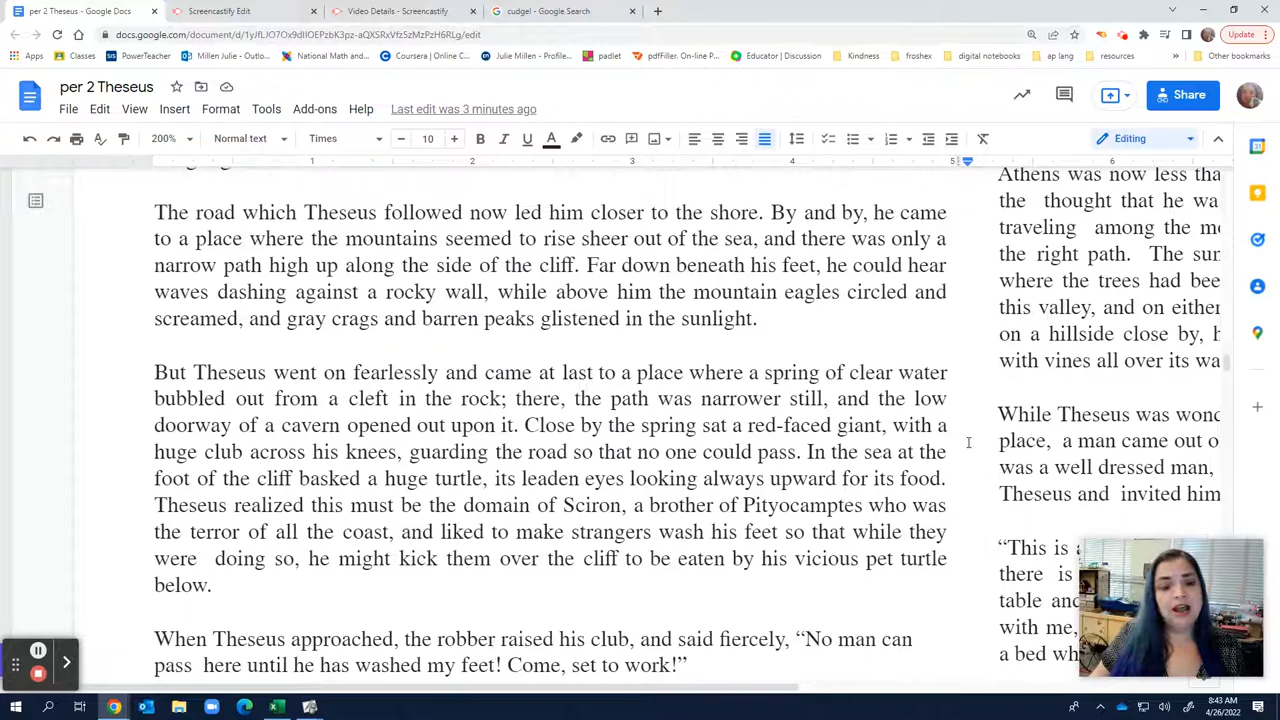 per 2 Theseus - Google Docs
Screencastify Edit
Video Details - Screencastify
cudgel - Google Search
docs.google.com/document/d/1yJfLJO7Ox9dIIOEPzbK3pz-aQXSRxVfz5zMzPzH6RLg/edit
Update
Apps
Classes
PowerTeacher
Millen Julie - Outlo...
National Math and...
Coursera | Online C...
Julie Millen~Browsi...
padlet
pdfFiller. On-line P...
Educator | Discussion
Kindness
froshex
digital notebooks
ap lang
resources
Other bookmarks
per 2 Theseus
File Edit View Insert Format Tools Add-ons Help
Last edit was 3 minutes ago
Share
200%
Normal text
Times
10
Editing
1 2 3 4 5 6
The road which Theseus followed now led him closer to the shore. By and by, he came
to a place where the mountains seemed to rise sheer out of the sea, and there was only a
narrow path high up along the side of the cliff. Far down beneath his feet, he could hear
waves dashing against a rocky wall, while above him the mountain eagles circled and
screamed, and gray crags and barren peaks glistened in the sunlight.
But Theseus went on fearlessly and came at last to a place where a spring of clear water
bubbled out from a cleft in the rock; there, the path was narrower still, and the low
doorway of a cavern opened out upon it. Close by the spring sat a red-faced giant, with a
huge club across his knees, guarding the road so that no one could pass. In the sea at the
foot of the cliff basked a huge turtle, its leaden eyes looking always upward for its food.
Theseus realized this must be the domain of Sciron, a brother of Pityocamptes who was
the terror of all the coast, and liked to make strangers wash his feet so that while they
were doing so, he might kick them over the cliff to be eaten by his vicious pet turtle
below.
When Theseus approached, the robber raised his club, and said fiercely, “No man can
pass here until he has washed my feet! Come, set to work!”
Athens was now less tha
the thought that he wa
traveling among the m
the right path. The sun
where the trees had bee
this valley, and on either
on a hillside close by, h
with vines all over its wa
While Theseus was wond
place, a man came out o
was a well dressed man,
Theseus and invited him
“This is a
there is
table and
with me,
a bed wh
8:43 AM
4/26/2022